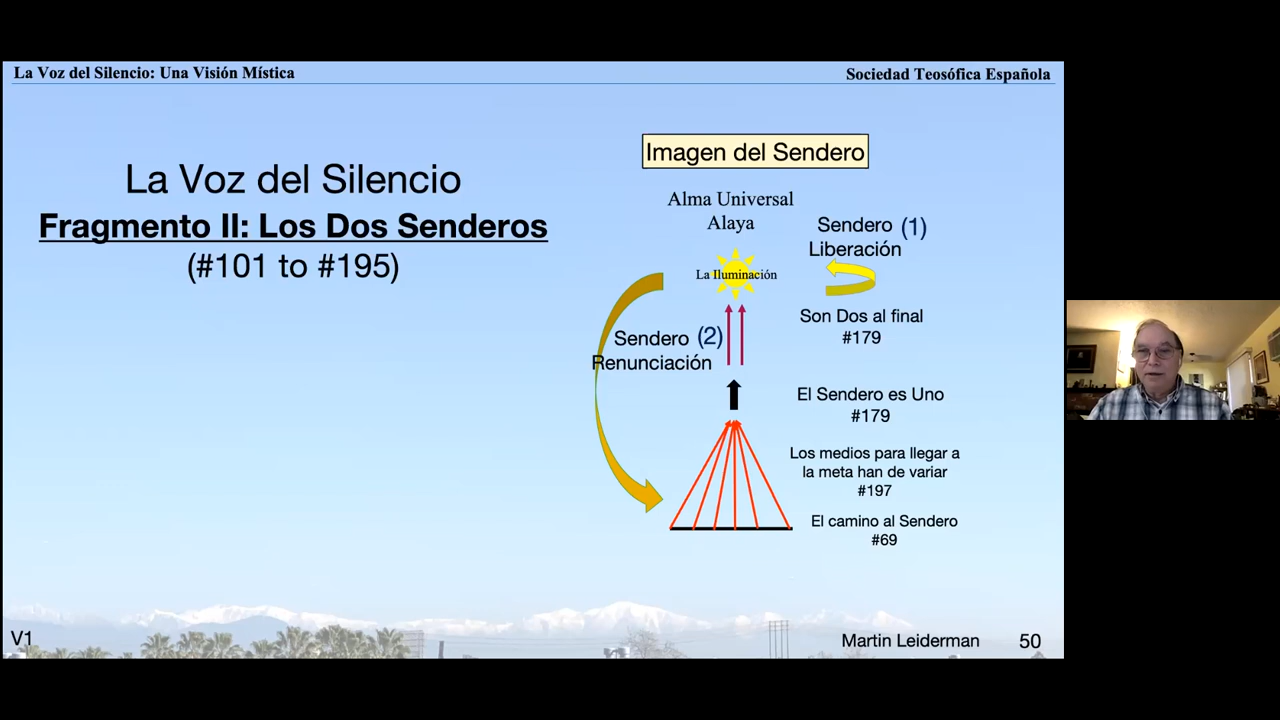 La Voz del Silencio: Una Visión Mística
Sociedad Teosófica Española
La Voz del Silencio
Fragmento II: Los Dos Senderos
(#101 to #195)
Imagen del Sendero
Alma Universal
Alaya
Sendero (1)
Liberación
La Iluminación
Son Dos al final
#179
Sendero (2)
Renunciación
El Sendero es Uno
#179
Los medios para llegar a
la meta han de variar
#197
El camino al Sendero
#69
V1
Martin Leiderman
50